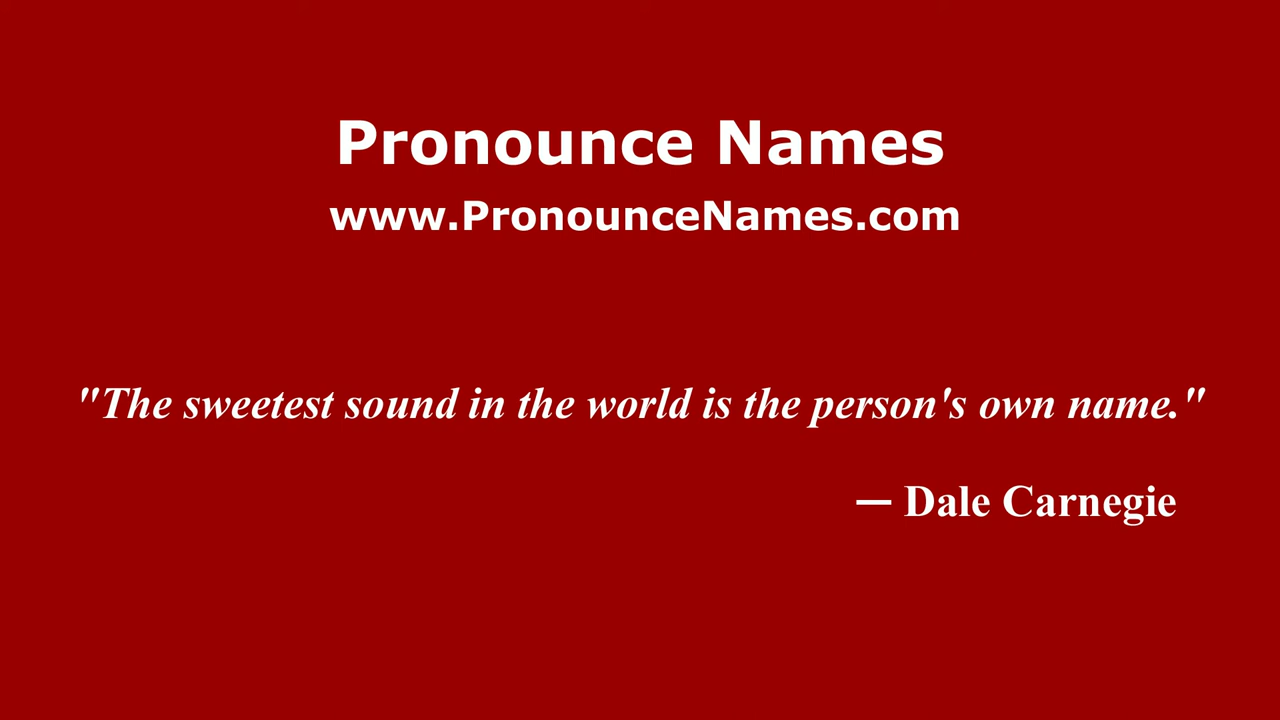 Pronounce Names
www.PronounceNames.com
"The sweetest sound in the world is the person's own name."
— Dale Carnegie